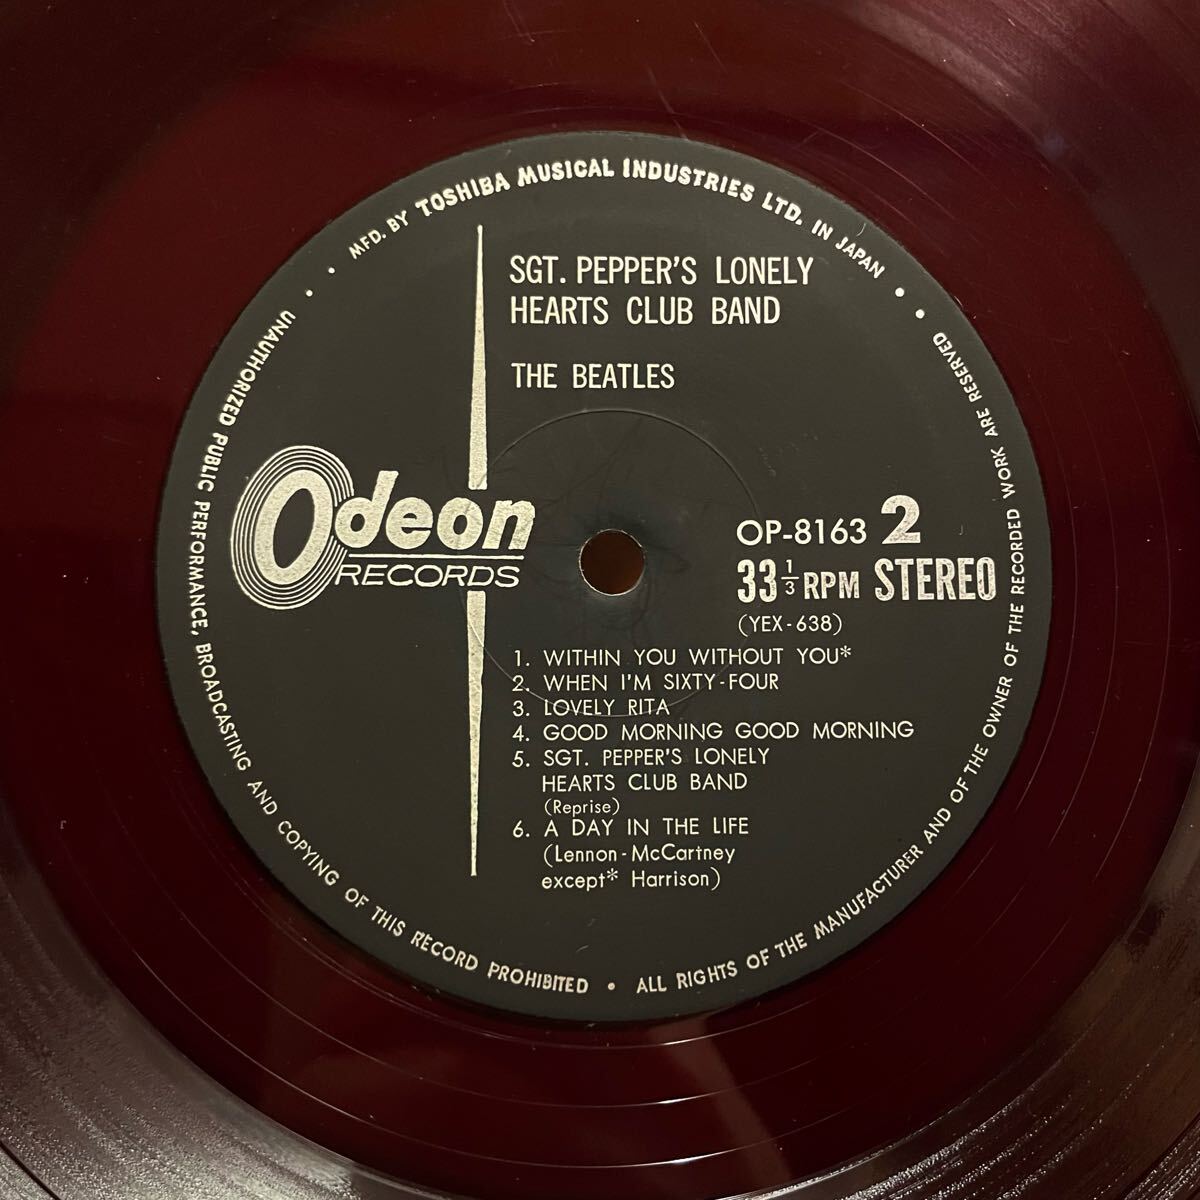 MFD. BY TOSHIBA MUSICAL INDUSTRIES LTD. IN JAPAN
SGT. PEPPER'S LONELY
HEARTS CLUB BAND
THE BEATLES
Odeon
RECORDS
OP-8163 2
33 1/3 RPM STEREO
(YEX-638)
1. WITHIN YOU WITHOUT YOU*
2. WHEN I'M SIXTY-FOUR
3. LOVELY RITA
4. GOOD MORNING GOOD MORNING
5. SGT. PEPPER'S LONELY
HEARTS CLUB BAND
(Reprise)
6. A DAY IN THE LIFE
(Lennon-McCartney
except* Harrison)
UNAUTHORIZED PUBLIC PERFORMANCE, BROADCASTING AND COPYING OF THIS RECORD PROHIBITED • ALL RIGHTS OF THE MANUFACTURER AND OF THE OWNER OF THE RECORDED WORK ARE RESERVED